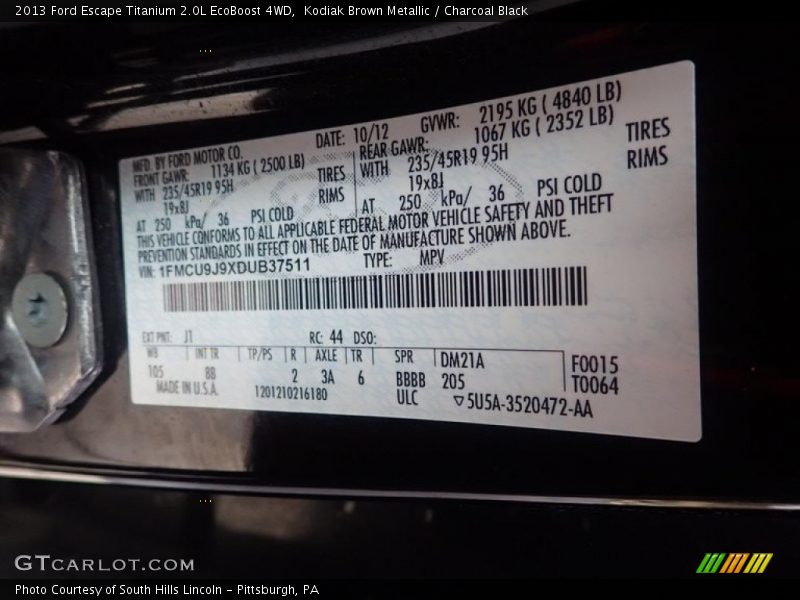 2013 Ford Escape Titanium 2.0L EcoBoost 4WD,  Kodiak Brown Metallic / Charcoal Black
MFD. BY FORD MOTOR CO. DATE: 10/12 GVWR: 2195 KG ( 4840 LB)
FRONT GAWR: 1134 KG ( 2500 LB) REAR GAWR: 1067 KG ( 2352 LB)
WITH 235/45R19 95H TIRES WITH 235/45R19 95H TIRES
19x8J RIMS 19x8J RIMS
AT 250 kPa/ 36 PSI COLD AT 250 kPa/ 36 PSI COLD
THIS VEHICLE CONFORMS TO ALL APPLICABLE FEDERAL MOTOR VEHICLE SAFETY AND THEFT
PREVENTION STANDARDS IN EFFECT ON THE DATE OF MANUFACTURE SHOWN ABOVE.
VIN: 1FMCU9J9XDUB37511 TYPE: MPV
EXT PNT: J1 RC: 44 DSO:
WB INT TR TP/PS R AXLE TR SPR DM21A F0015
105 8B 2 3A 6 BBBB 205 T0064
MADE IN U.S.A. 1201210216180 ULC ▽5U5A-3520472-AA
GTCARLOT.COM
Photo Courtesy of South Hills Lincoln – Pittsburgh, PA